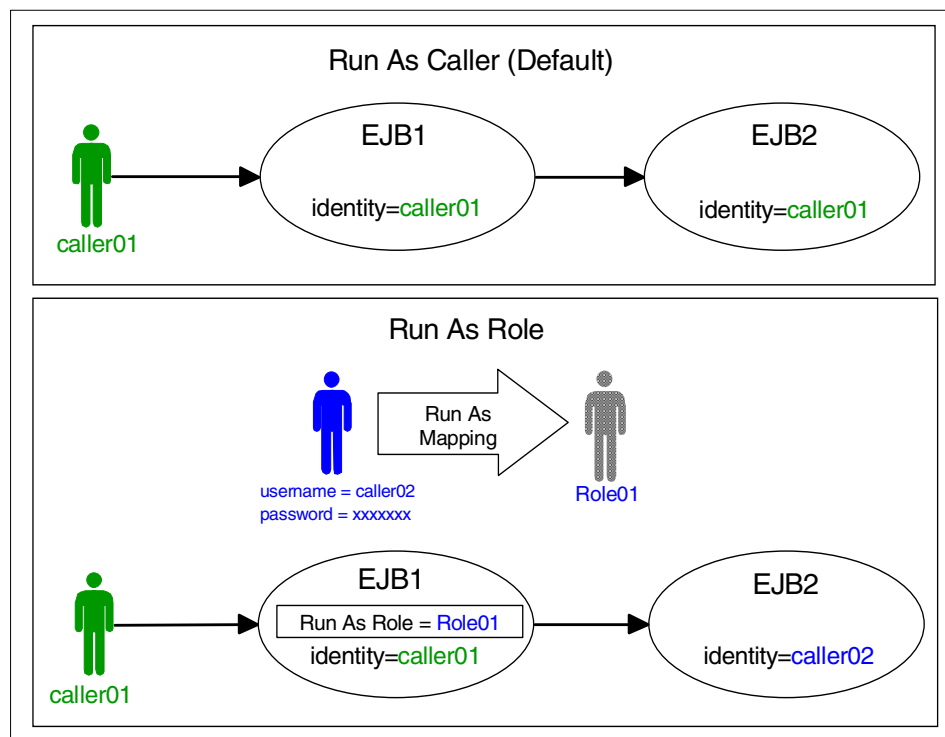 Run As Caller (Default)
EJB1
EJB2
identity=caller01
identity=caller01
caller01
Run As Role
Run As
Mapping
username = caller02
password = xxxxxxx
Role01
EJB1
EJB2
Run As Role = Role01
identity=caller01
identity=caller02
caller01